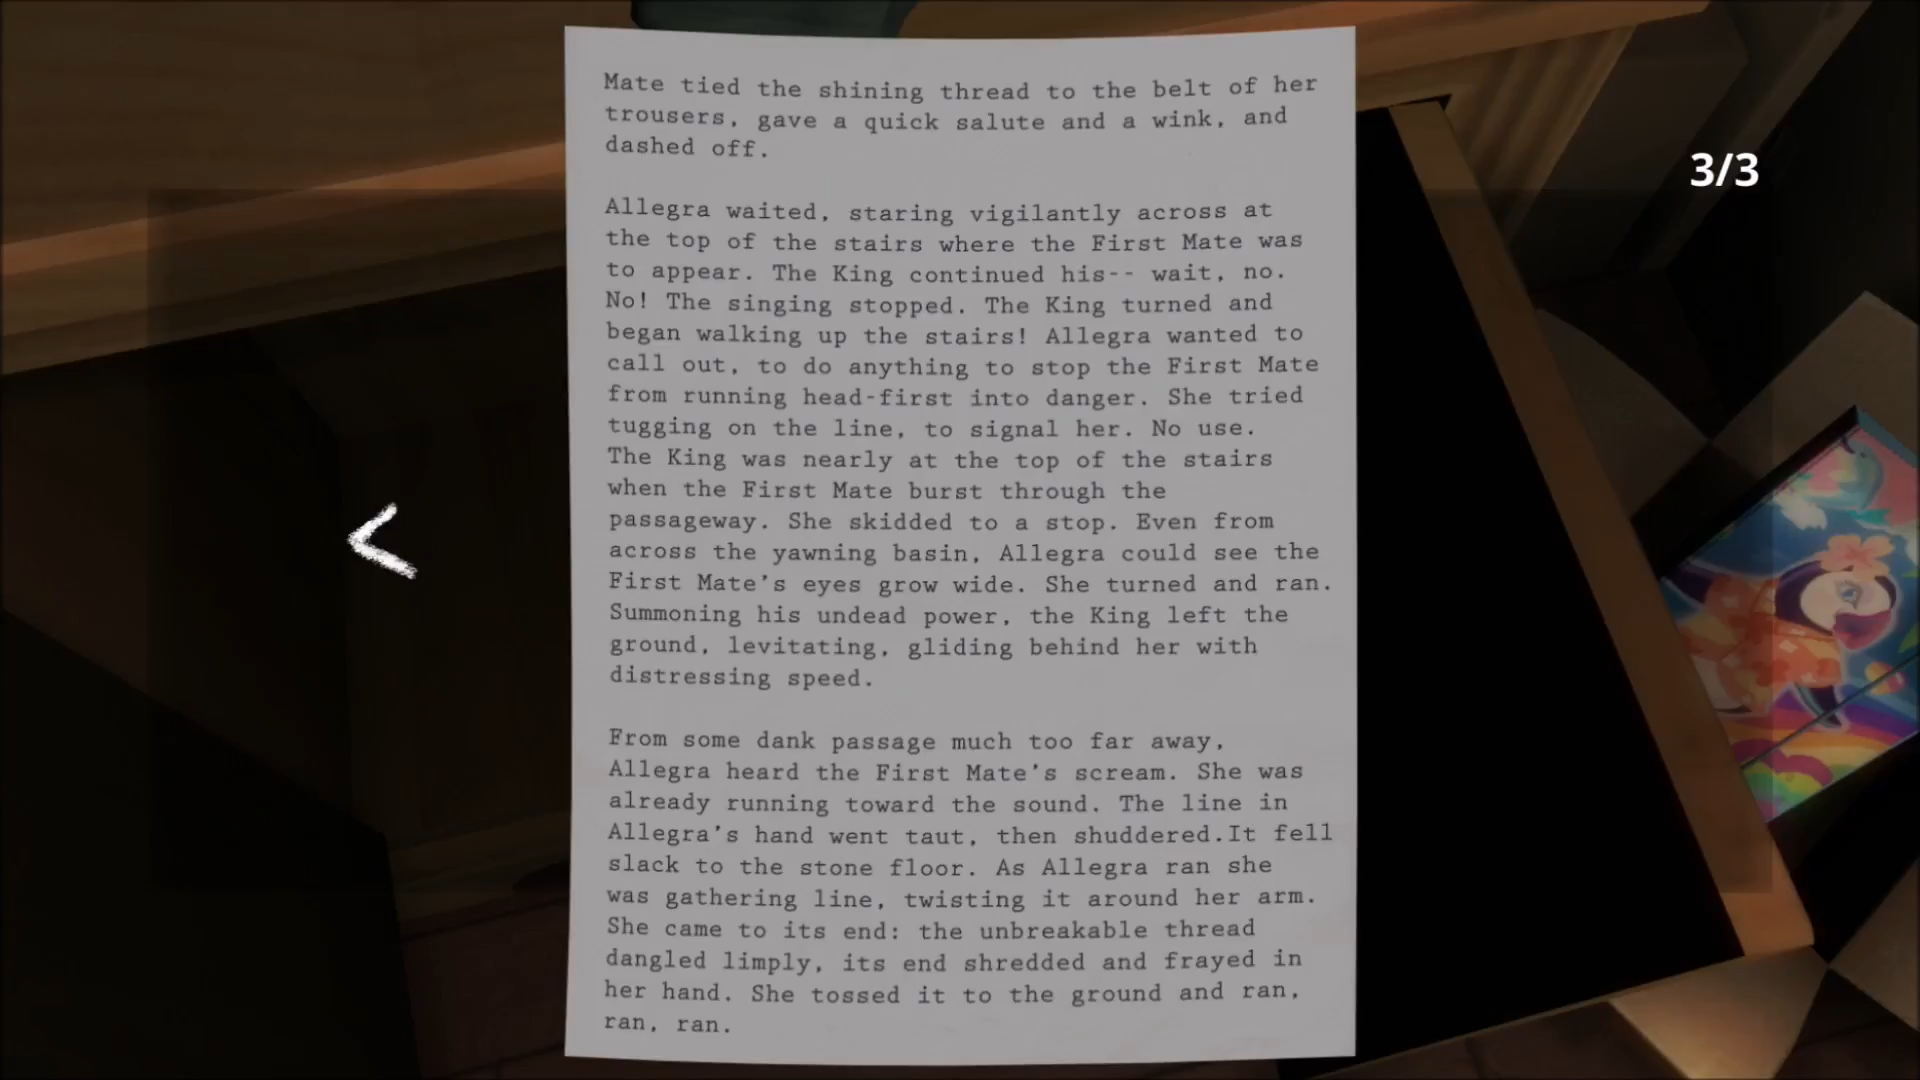 Mate tied the shining thread to the belt of her
trousers, gave a quick salute and a wink, and
dashed off.
3/3
Allegra waited, staring vigilantly across at
the top of the stairs where the First Mate was
to appear. The King continued his-- wait, no.
No! The singing stopped. The King turned and
began walking up the stairs! Allegra wanted to
call out, to do anything to stop the First Mate
from running head-first into danger. She tried
tugging on the line, to signal her. No use.
The King was nearly at the top of the stairs
when the First Mate burst through the
passageway. She skidded to a stop. Even from
across the yawning basin, Allegra could see the
First Mate's eyes grow wide. She turned and ran.
Summoning his undead power, the King left the
ground, levitating, gliding behind her with
distressing speed.
From some dank passage much too far away,
Allegra heard the First Mate's scream. She was
already running toward the sound. The line in
Allegra's hand went taut, then shuddered.It fell
slack to the stone floor. As Allegra ran she
was gathering line, twisting it around her arm.
She came to its end: the unbreakable thread
dangled limply, its end shredded and frayed in
her hand. She tossed it to the ground and ran,
ran, ran.